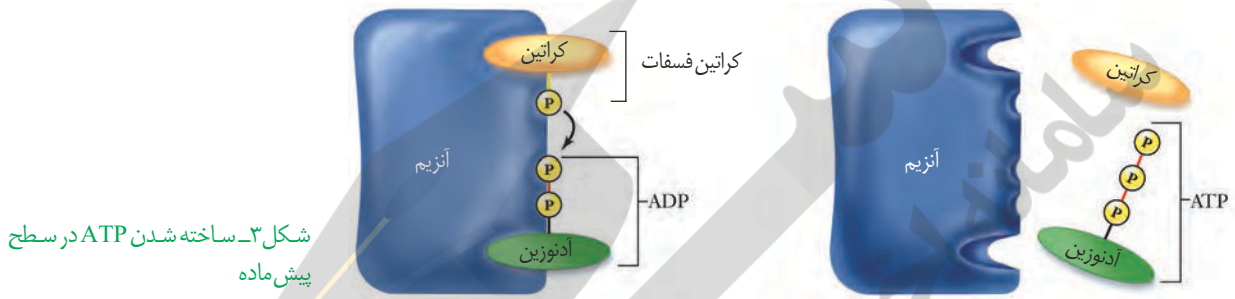 کراتین
کراتین فسفات
P
آنزیم
P
P
ADP
آدنوزین
کراتین
آنزیم
P
P
P
ATP
آدنوزین
شکل۳ــ ساخته شدن ATP در سطح
پیش‌ماده